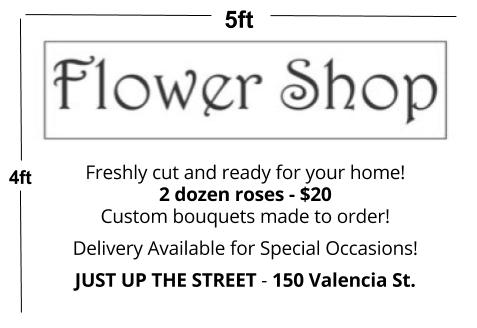 5ft
Flower Shop
4ft
Freshly cut and ready for your home!
2 dozen roses - $20
Custom bouquets made to order!
Delivery Available for Special Occasions!
JUST UP THE STREET - 150 Valencia St.